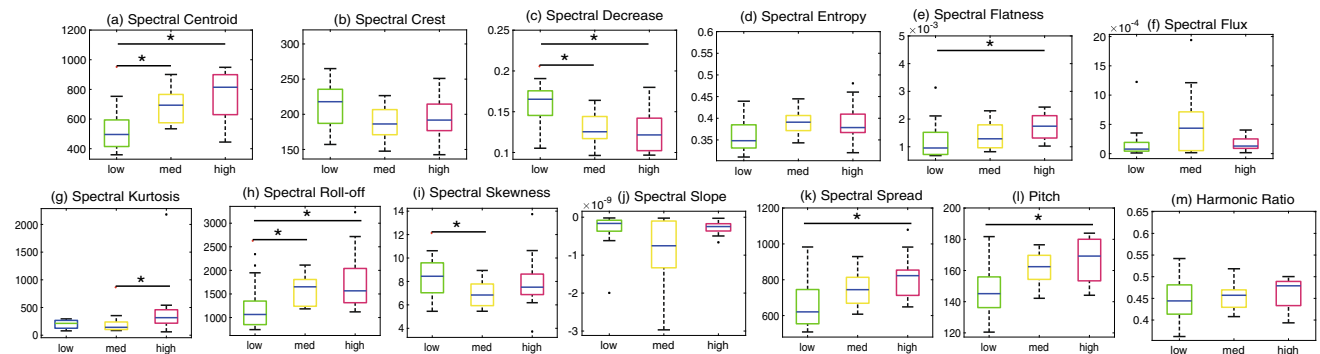 (a) Spectral Centroid
1200
1000
800
600
400
*
*
low med high
(b) Spectral Crest
300
250
200
150
low med high
(c) Spectral Decrease
0.25
0.2
0.15
0.1
*
*
low med high
(d) Spectral Entropy
0.6
0.5
0.4
0.35
low med high
(e) Spectral Flatness
×10⁻³
5
4
3
2
1
*
low med high
(f) Spectral Flux
20 ×10⁻⁴
15
10
5
0
low med high
(g) Spectral Kurtosis
2000
1500
1000
500
0
*
low med high
(h) Spectral Roll-off
3000
2500
2000
1500
1000
*
*
low med high
(i) Spectral Skewness
14
12
10
8
6
4
*
low med high
(j) Spectral Slope
×10⁻⁹
0
-1
-2
-3
low med high
(k) Spectral Spread
1200
1000
800
600
*
low med high
(l) Pitch
200
180
160
140
120
*
low med high
(m) Harmonic Ratio
0.65
0.6
0.55
0.5
0.45
0.4
low med high